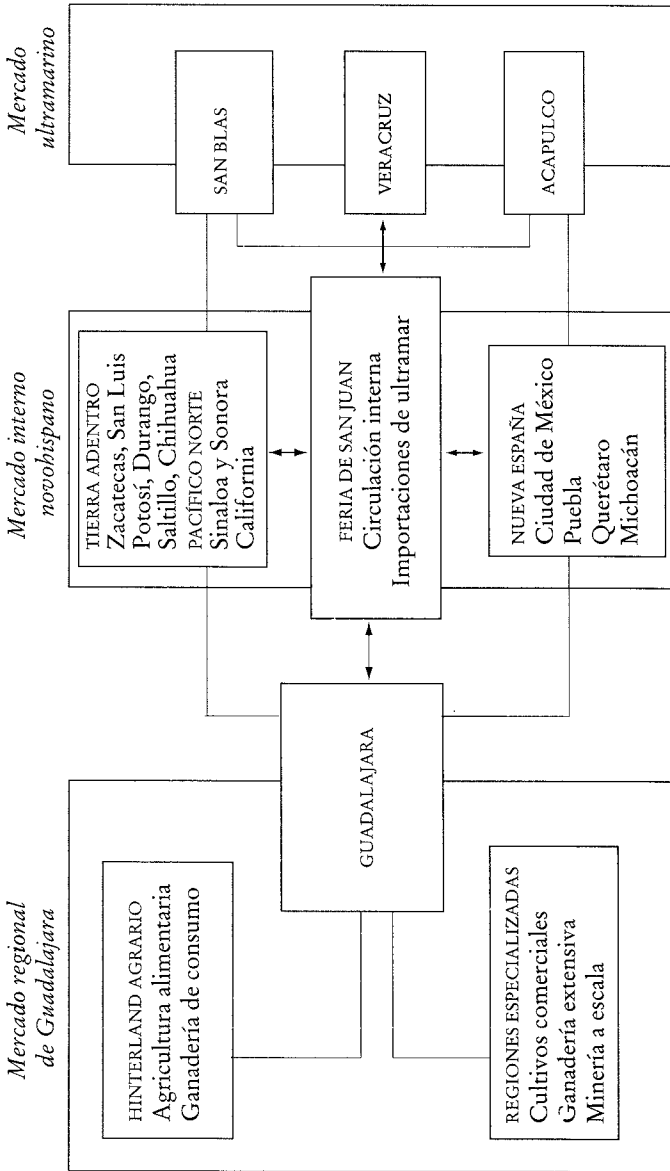 Mercado regional
de Guadalajara
HINTERLAND AGRARIO
Agricultura alimentaria
Ganadería de consumo
REGIONES ESPECIALIZADAS
Cultivos comerciales
Ganadería extensiva
Minería a escala
GUADALAJARA
Mercado interno
novohispano
TIERRA ADENTRO
Zacatecas, San Luis
Potosí, Durango,
Saltillo, Chihuahua
PACÍFICO NORTE
Sinaloa y Sonora
California
FERIA DE SAN JUAN
Circulación interna
Importaciones de ultramar
NUEVA ESPAÑA
Ciudad de México
Puebla
Querétaro
Michoacán
Mercado
ultramarino
SAN BLAS
VERACRUZ
ACAPULCO